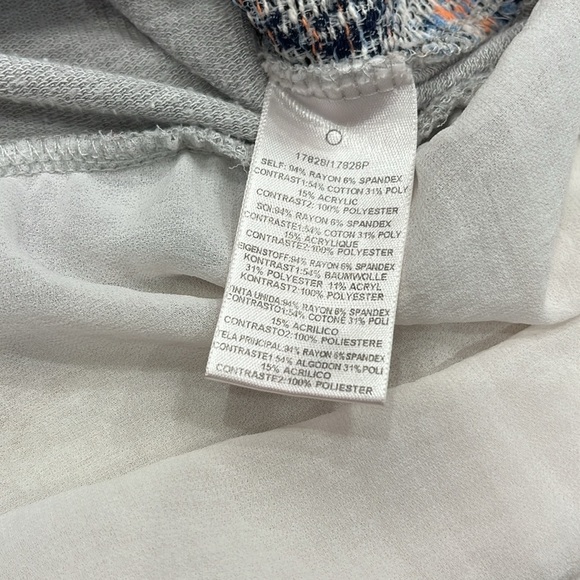 17828/17828P
SELF: 94% RAYON 6% SPANDEX
CONTRAST1:54% COTTON 31% POLY
15% ACRYLIC
CONTRAST2: 100% POLYESTER
SOI:94% RAYON 6% SPANDEX
CONTRAST1:54% COTON 31% POLY
15% ACRYLIQUE
CONTRAST2: 100% POLYESTER
EIGENSTOFF:94% RAYON 6% SPANDEX
KONTRAST1:54% BAUMWOLLE
31% POLYESTER 11% ACRYL
KONTRAST2:100% POLYESTER
TINTA UNIDA:94% RAYON 6% SPANDEX
CONTRASTO1:54% COTONE 31% POLI
15% ACRILICO
CONTRASTO2:100% POLIESTERE
TELA PRINCIPAL:94% RAYON 6% SPANDEX
CONTRASTE1:54% ALGODON 31% POLI
15% ACRILICO
CONTRASTE2:100% POLIESTER